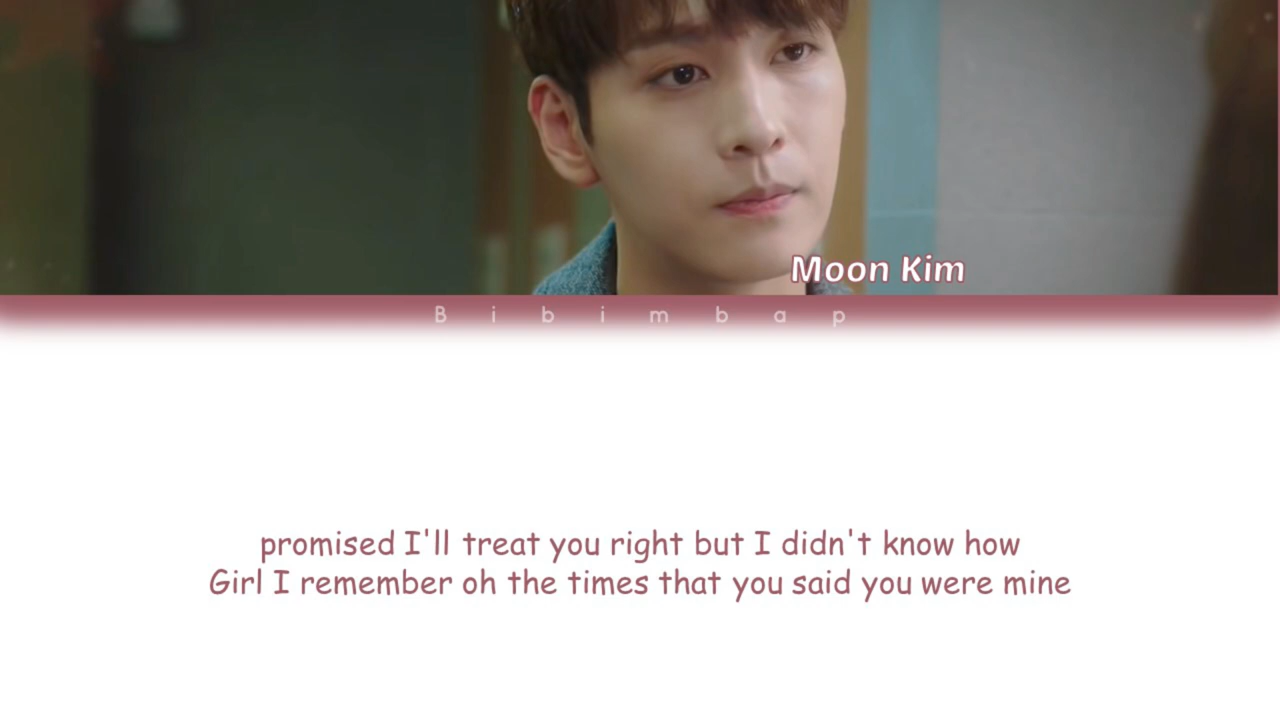 Moon Kim
Bibimbap
promised I'll treat you right but I didn't know how
Girl I remember oh the times that you said you were mine